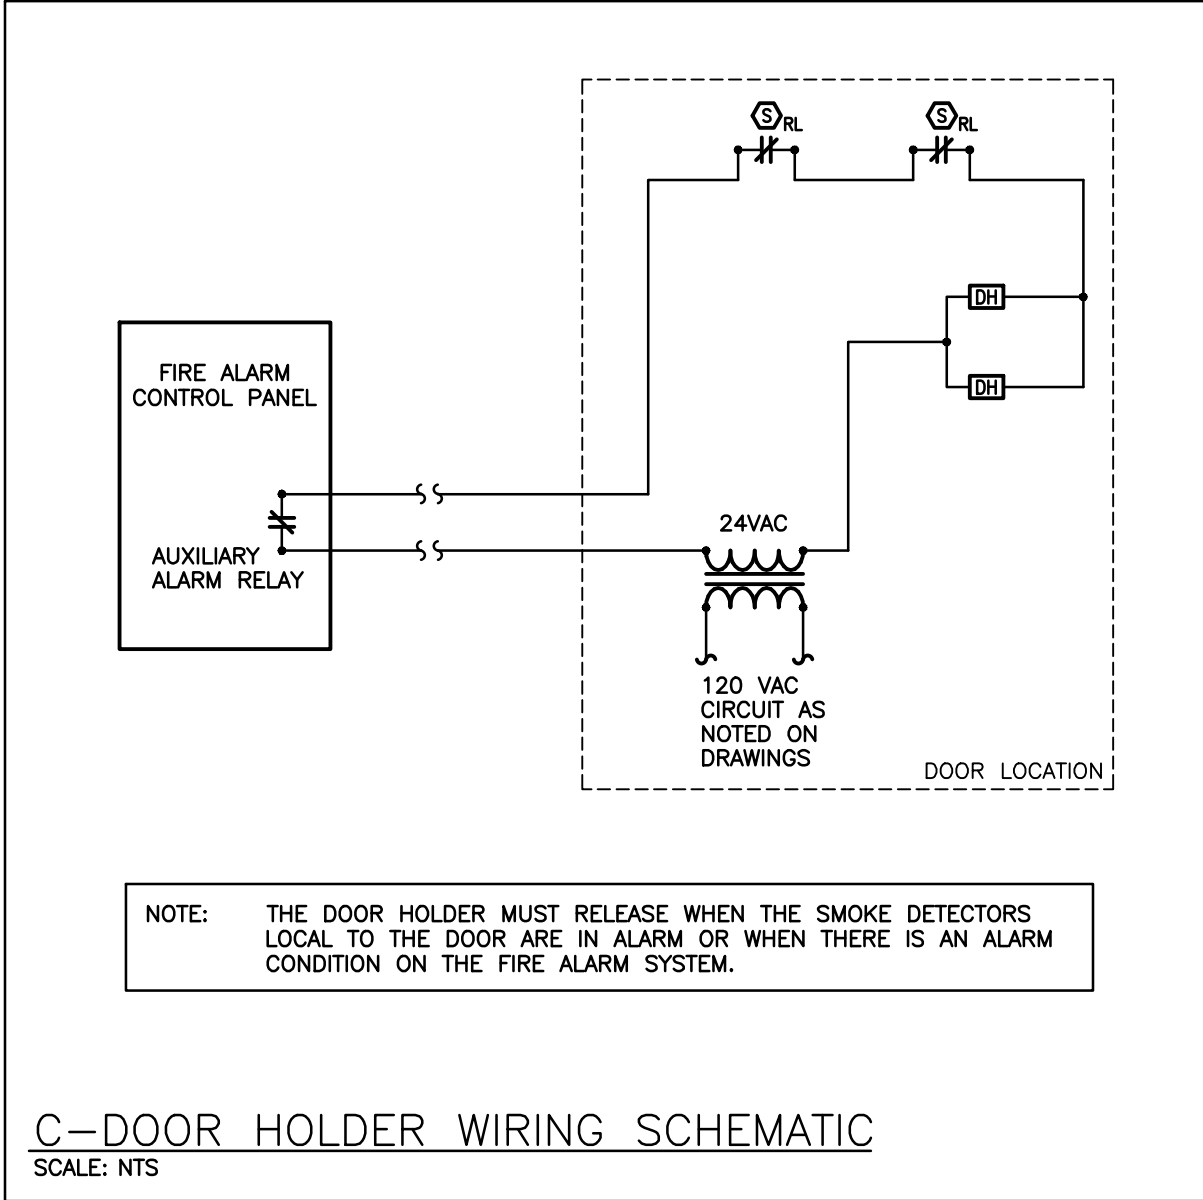 S RL S RL
DH
DH
FIRE ALARM
CONTROL PANEL
24VAC
AUXILIARY
ALARM RELAY
120 VAC
CIRCUIT AS
NOTED ON
DRAWINGS
DOOR LOCATION
NOTE: THE DOOR HOLDER MUST RELEASE WHEN THE SMOKE DETECTORS
LOCAL TO THE DOOR ARE IN ALARM OR WHEN THERE IS AN ALARM
CONDITION ON THE FIRE ALARM SYSTEM.
C-DOOR HOLDER WIRING SCHEMATIC
SCALE: NTS